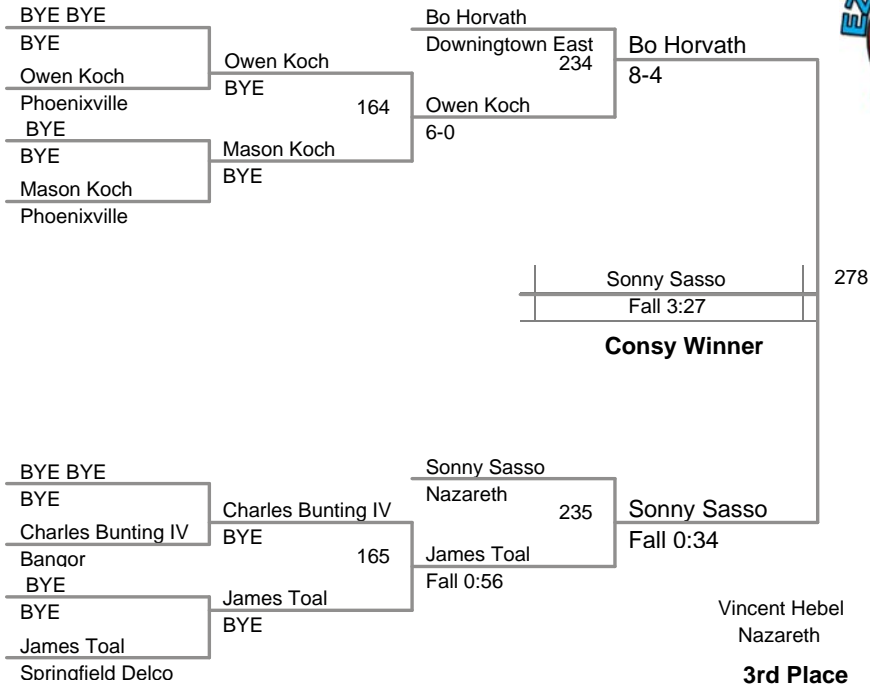 BYE BYE
BYE
Owen Koch
Phoenixville
BYE
BYE
Mason Koch
Phoenixville
Owen Koch
BYE
164
Mason Koch
BYE
Bo Horvath
Downingtown East
234
Owen Koch
6-0
Bo Horvath
8-4
Sonny Sasso
278
Fall 3:27
Consy Winner
BYE BYE
BYE
Charles Bunting IV
Bangor
BYE
BYE
James Toal
Springfield Delco
Charles Bunting IV
BYE
165
James Toal
BYE
Sonny Sasso
Nazareth
235
James Toal
Fall 0:56
Sonny Sasso
Fall 0:34
Vincent Hebel
Nazareth
3rd Place